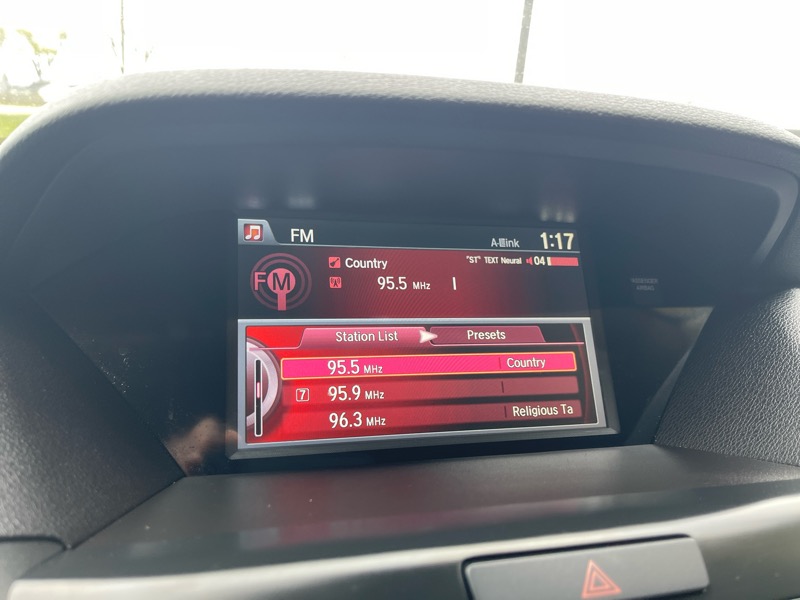 FM
A-link 1:17
FM Country "ST" TEXT Neural 04
95.5 MHz
Station List Presets
95.5 MHz Country
7 95.9 MHz
96.3 MHz Religious Ta